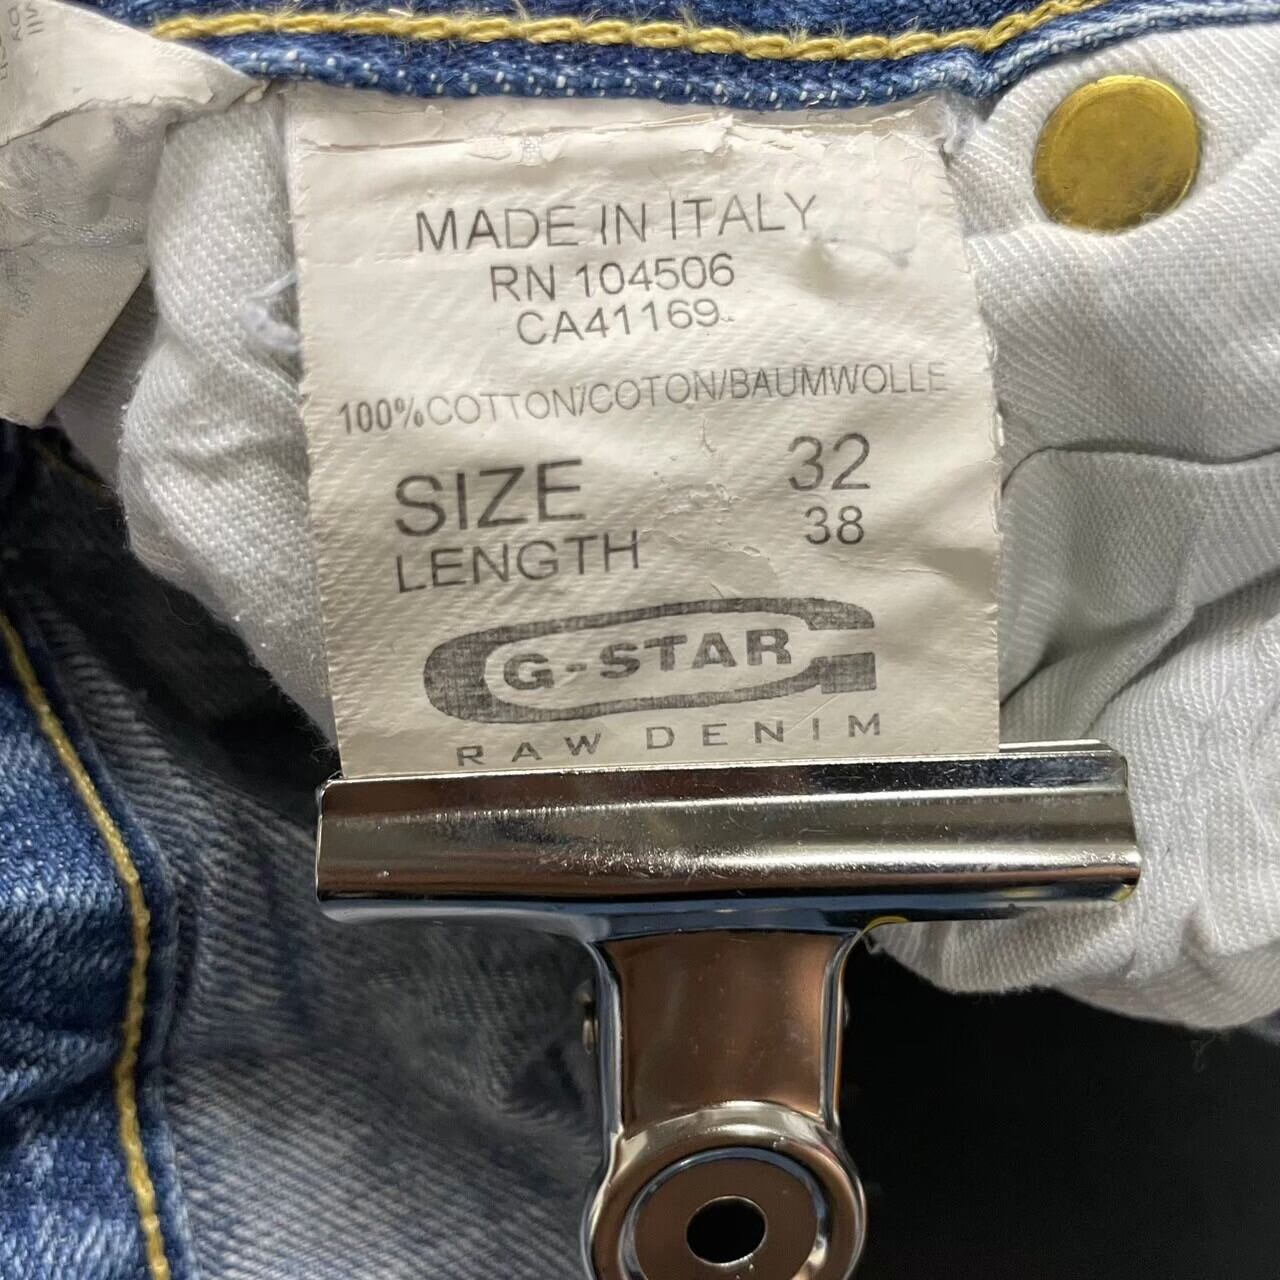 MADE IN ITALY
RN 104506
CA41169
100%COTTON/COTON/BAUMWOLLE
SIZE 32
LENGTH 38
G-STAR
RAW DENIM